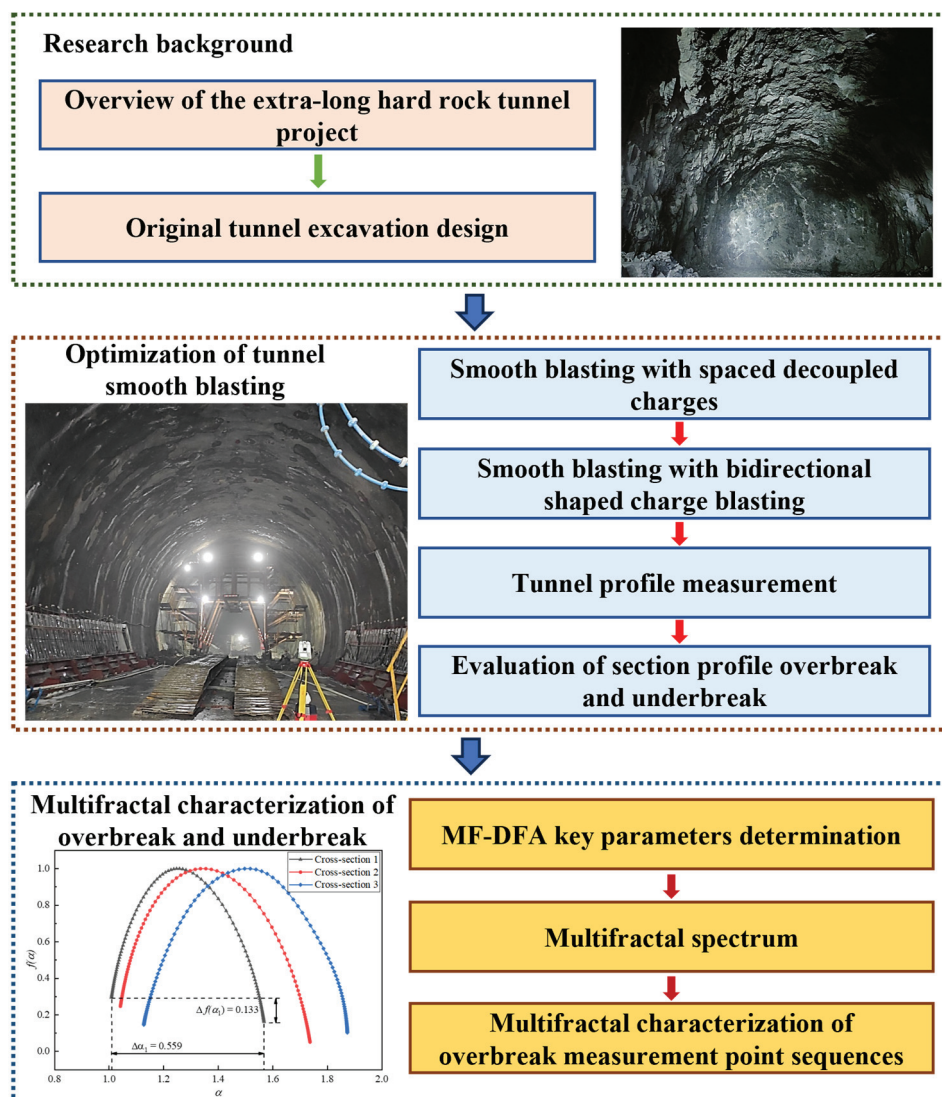 Research background
Overview of the extra-long hard rock tunnel
project
Original tunnel excavation design
Optimization of tunnel
smooth blasting
Smooth blasting with spaced decoupled
charges
Smooth blasting with bidirectional
shaped charge blasting
Tunnel profile measurement
Evaluation of section profile overbreak
and underbreak
Multifractal characterization of
overbreak and underbreak
Cross-section 1
Cross-section 2
Cross-section 3
1.0
0.8
0.6
0.4
0.2
0.0
f(α)
Δf(α₁) = 0.133
Δα₁ = 0.559
0.8 1.0 1.2 1.4 1.6 1.8 2.0
α
MF-DFA key parameters determination
Multifractal spectrum
Multifractal characterization of
overbreak measurement point sequences